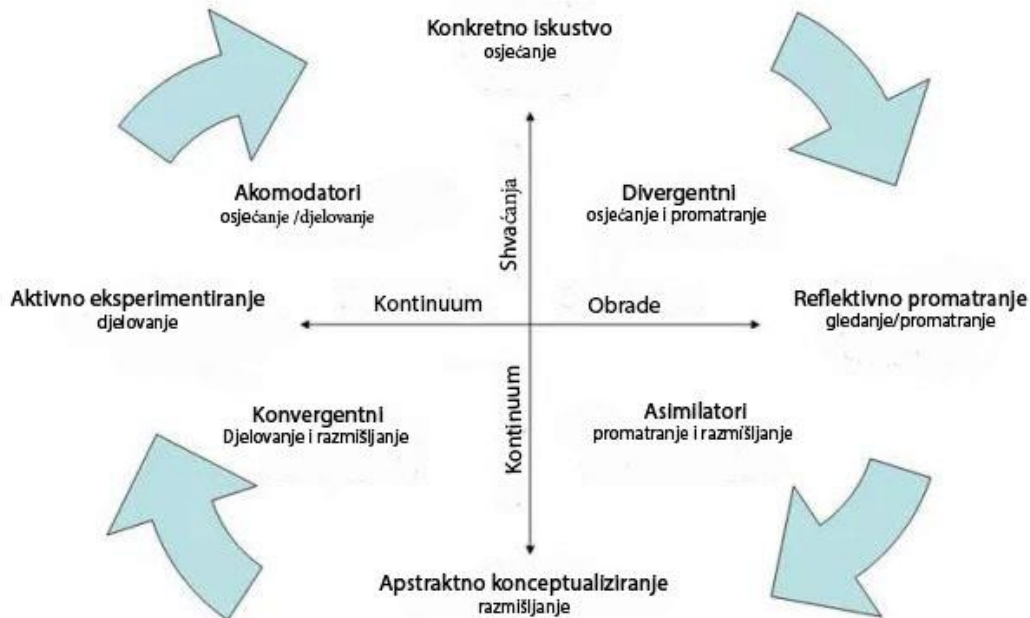 Konkretno iskustvo
osjećanje
Akomodatori
osjećanje /djelovanje
Divergentni
osjećanje i promatranje
Shvaćanja
Aktivno eksperimentiranje
djelovanje
Kontinuum
Obrade
Reflektivno promatranje
gledanje/promatranje
Konvergentni
Djelovanje i razmišljanje
Kontinuum
Asimilatori
promatranje i razmišljanje
Apstraktno konceptualiziranje
razmišljanje